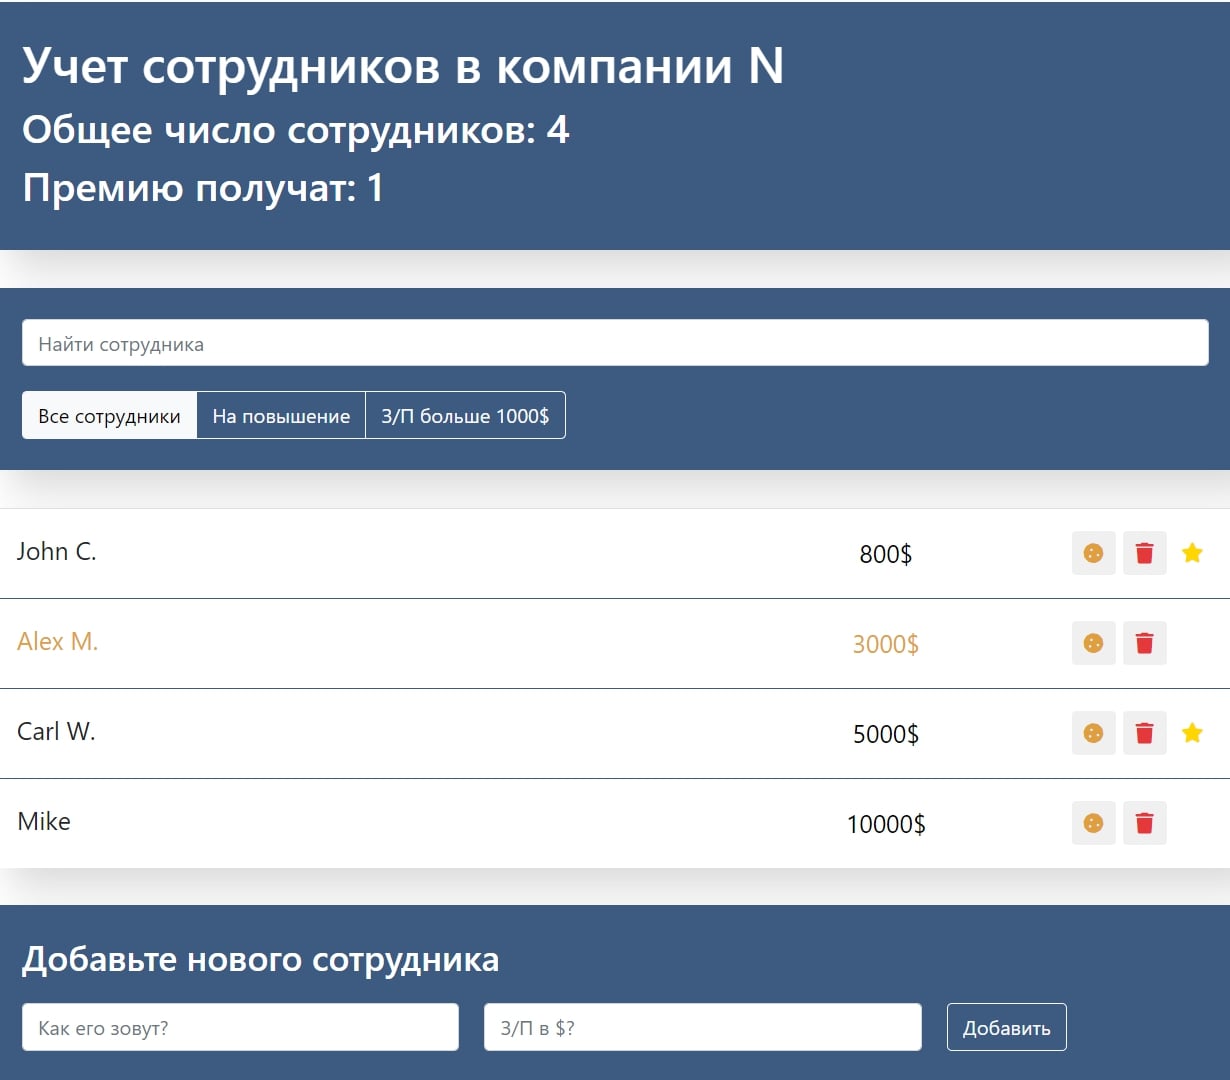 Учет сотрудников в компании N
Общее число сотрудников: 4
Премию получат: 1
Найти сотрудника
Все сотрудники На повышение З/П больше 1000$
John C. 800$
Alex M. 3000$
Carl W. 5000$
Mike 10000$
Добавьте нового сотрудника
Как его зовут? З/П в $? Добавить